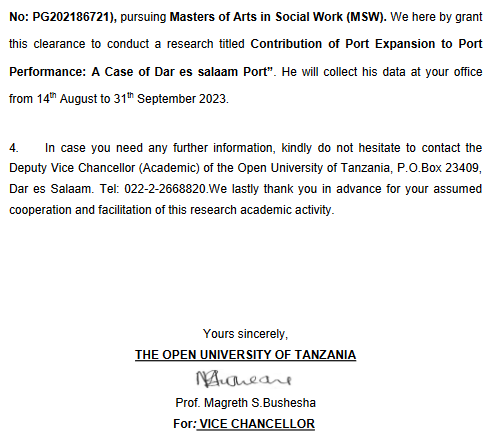 No: PG202186721), pursuing Masters of Arts in Social Work (MSW). We here by grant
this clearance to conduct a research titled Contribution of Port Expansion to Port
Performance: A Case of Dar es salaam Port”. He will collect his data at your office
from 14th August to 31th September 2023.
4. In case you need any further information, kindly do not hesitate to contact the
Deputy Vice Chancellor (Academic) of the Open University of Tanzania, P.O.Box 23409,
Dar es Salaam. Tel: 022-2-2668820.We lastly thank you in advance for your assumed
cooperation and facilitation of this research academic activity.
Yours sincerely,
THE OPEN UNIVERSITY OF TANZANIA
Prof. Magreth S.Bushesha
For: VICE CHANCELLOR